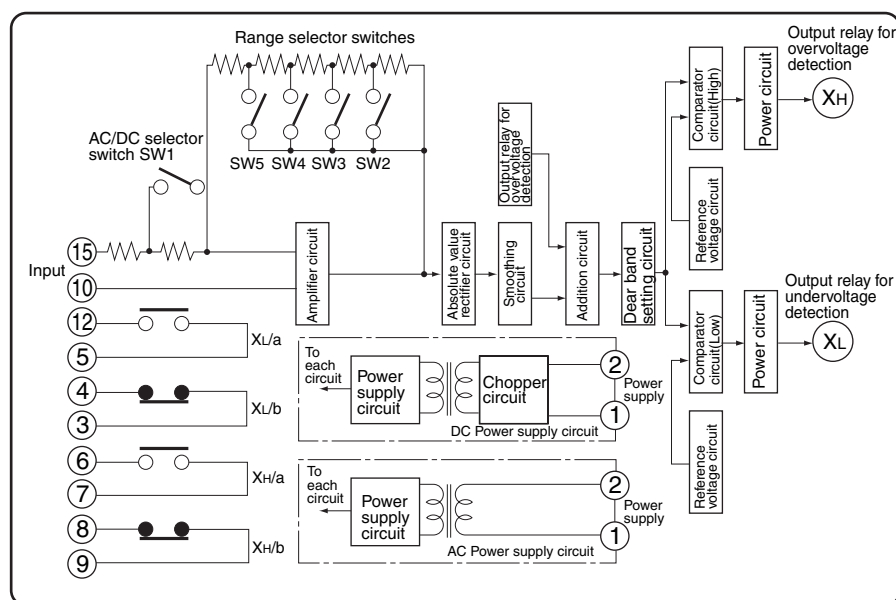 Range selector switches
AC/DC selector
switch SW1
SW5 SW4 SW3 SW2
Input
15
10
12
5
4
3
6
7
8
9
XL/a
XL/b
XH/a
XH/b
Amplifier circuit
Absolute value
rectifier circuit
Smoothing
circuit
Output relay for
overvoltage
detection
Addition circuit
Dear band
setting circuit
Comparator
circuit(High)
Power circuit
Output relay for
overvoltage
detection
XH
Reference
voltage circuit
Comparator
circuit(Low)
Power circuit
Output relay for
undervoltage
detection
XL
Reference
voltage circuit
To
each
circuit
Power
supply
circuit
Chopper
circuit
2
1
Power
supply
DC Power supply circuit
To
each
circuit
Power
supply
circuit
2
1
Power
supply
AC Power supply circuit